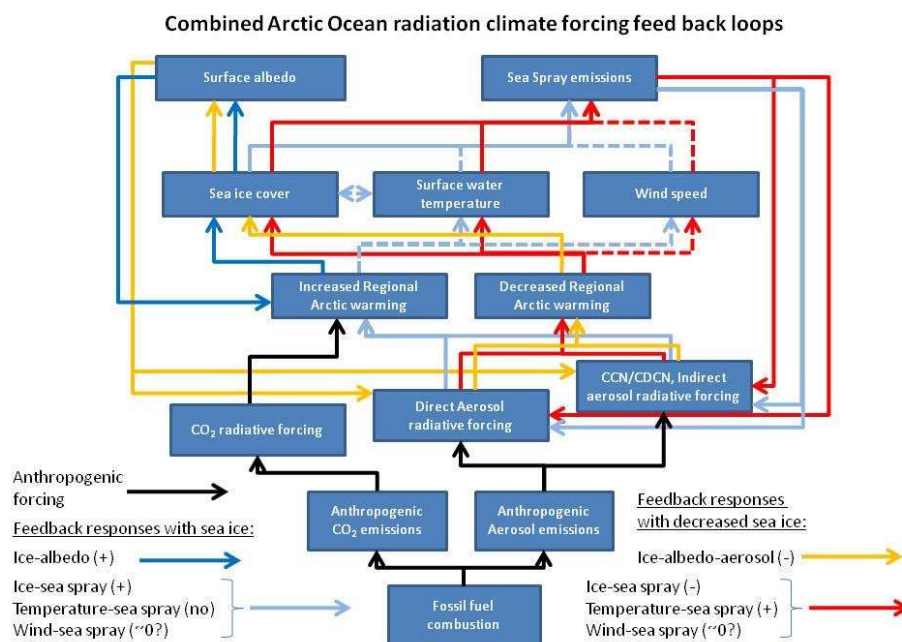 Combined Arctic Ocean radiation climate forcing feed back loops
Surface albedo
Sea Spray emissions
Sea ice cover
Surface water
temperature
Wind speed
Increased Regional
Arctic warming
Decreased Regional
Arctic warming
CCN/CDCN, Indirect
aerosol radiative forcing
Direct Aerosol
radiative forcing
CO₂ radiative forcing
Anthropogenic
CO₂ emissions
Anthropogenic
Aerosol emissions
Fossil fuel
combustion
Anthropogenic
forcing
Feedback responses with sea ice:
Ice-albedo (+)
Ice-sea spray (+)
Temperature-sea spray (no)
Wind-sea spray (~0?)
Feedback responses
with decreased sea ice:
Ice-albedo-aerosol (-)
Ice-sea spray (-)
Temperature-sea spray (+)
Wind-sea spray (~0?)